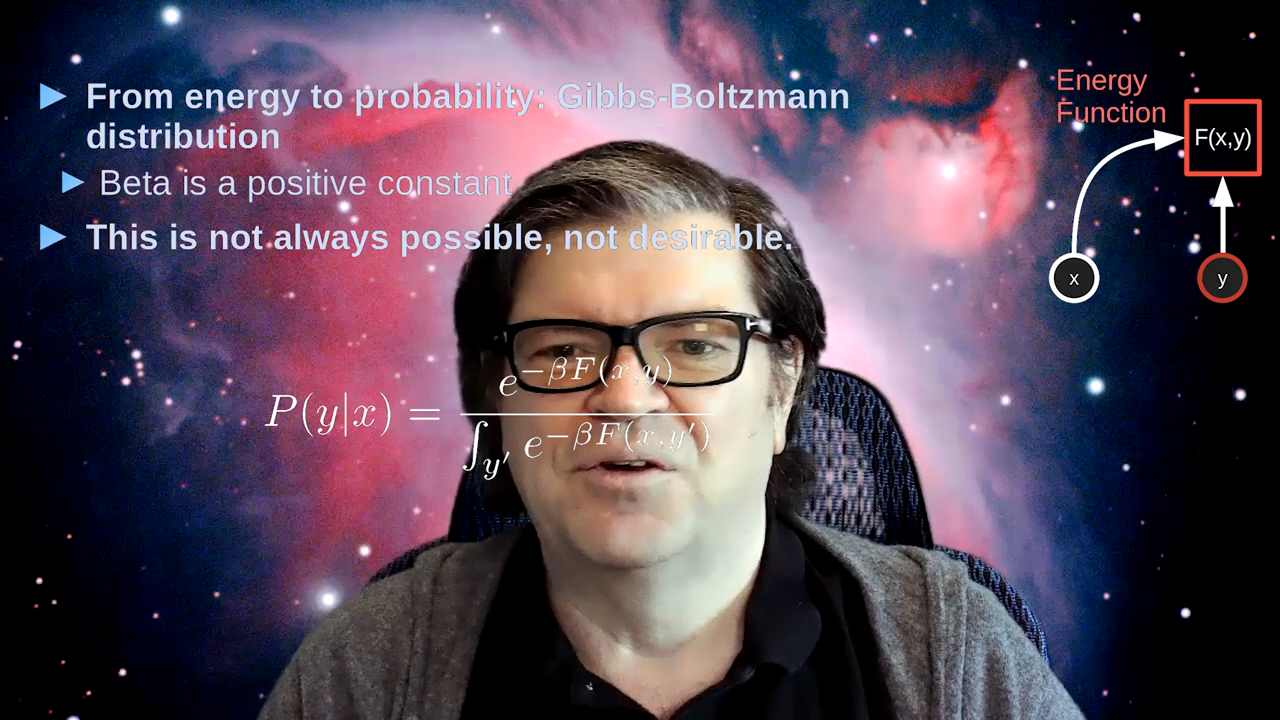 From energy to probability: Gibbs-Boltzmann
distribution
Beta is a positive constant
This is not always possible, not desirable.
P(y|x) = \frac{e^{-βF(x,y)}}{∫_{y'} e^{-βF(x,y')}}
Energy
Function
F(x,y)
x
y